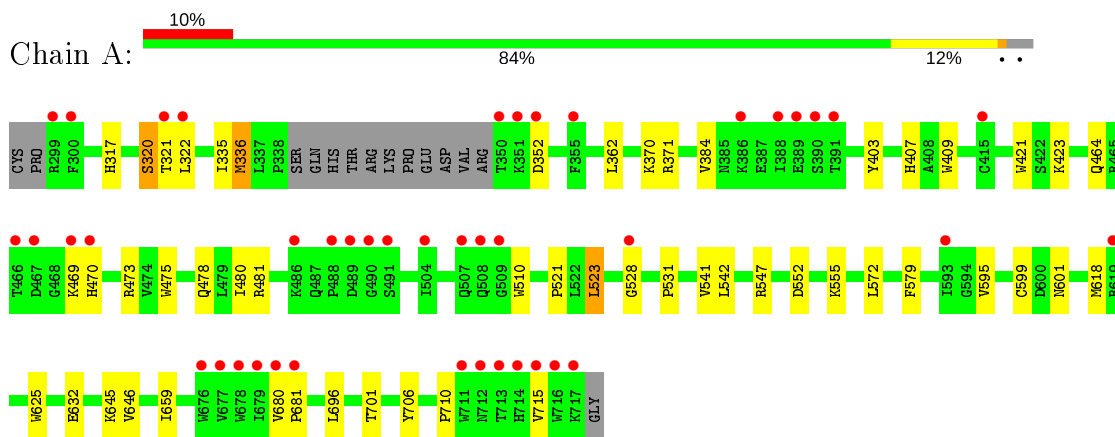 10%
Chain A:
84%
12%
CYS PRO R299 F300 H317 S320 T321 L322 I335 M336 L337 P338 SER GLN HIS THR ARG LYS PRO GLU ASP VAL ARG T350 K351 D352 F355 L362 K370 R371 V384 N385 K386 E387 I388 E389 S390 T391 Y403 H407 A408 W409 C415 W421 S422 K423 Q464 R465
T466 D467 G468 K469 H470 R473 V474 W475 Q478 L479 I480 R481 K486 Q487 P488 D489 G490 S491 I504 Q507 Q508 G509 W510 P521 L522 L523 G528 P531 V541 L542 R547 D552 K555 L572 F579 I593 G594 V595 C599 D600 N601 M618 R619
W625 E632 K645 V646 I659 W676 V677 W678 I679 V680 P681 L696 T701 Y706 P710 W711 N712 T713 H714 V715 W716 K717 GLY